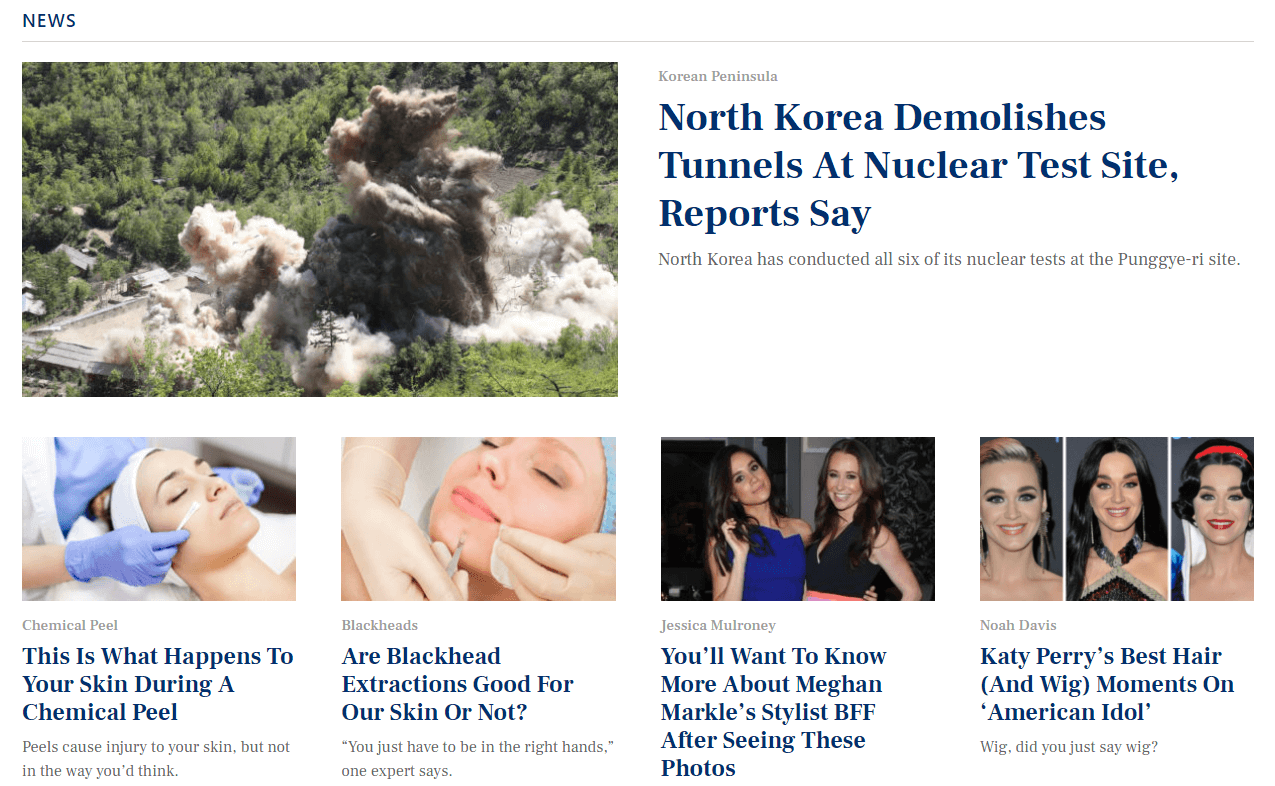 NEWS
Korean Peninsula
North Korea Demolishes
Tunnels At Nuclear Test Site,
Reports Say
North Korea has conducted all six of its nuclear tests at the Punggye-ri site.
Chemical Peel
This Is What Happens To
Your Skin During A
Chemical Peel
Peels cause injury to your skin, but not
in the way you’d think.
Blackheads
Are Blackhead
Extractions Good For
Our Skin Or Not?
“You just have to be in the right hands,”
one expert says.
Jessica Mulroney
You’ll Want To Know
More About Meghan
Markle’s Stylist BFF
After Seeing These
Photos
Noah Davis
Katy Perry’s Best Hair
(And Wig) Moments On
‘American Idol’
Wig, did you just say wig?